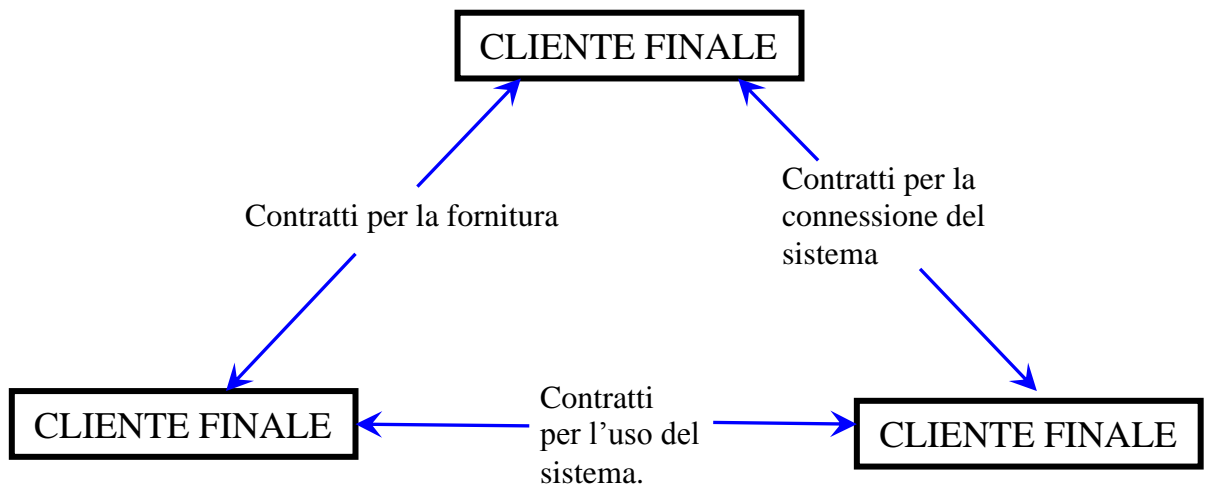 CLIENTE FINALE
Contratti per la
connessione del
sistema
Contratti per la fornitura
CLIENTE FINALE
Contratti
per l’uso del
sistema.
CLIENTE FINALE